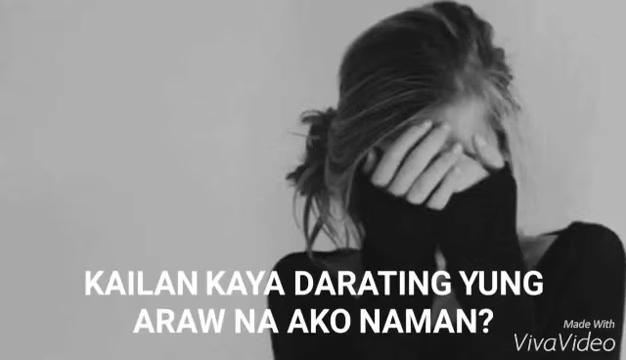 KAILAN KAYA DARATING YUNG
ARAW NA AKO NAMAN?
Made With
VivaVideo